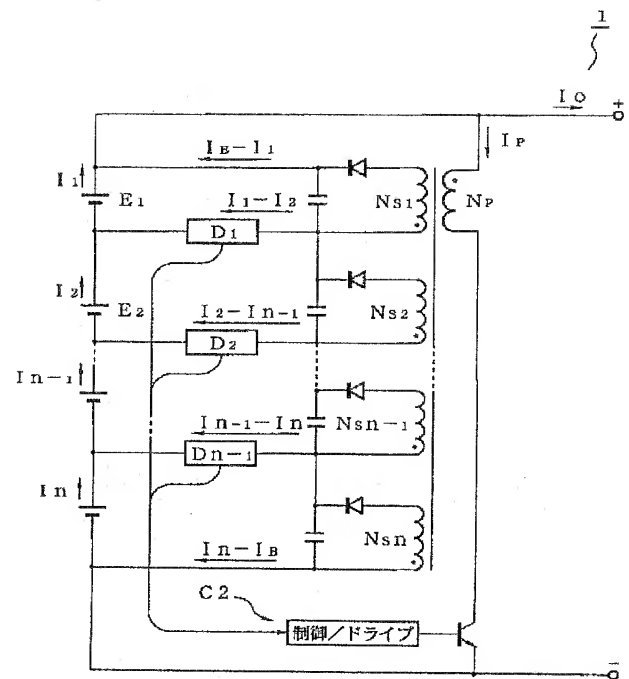 1
IO
+
IP
IB-I1
I1
E1
I1-I2
NS1
NP
D1
I2
E2
I2-In-1
NS2
D2
In-1
In-1-In
NSn-1
Dn-1
In
NSn
In-IB
C2
制御/ドライブ
-